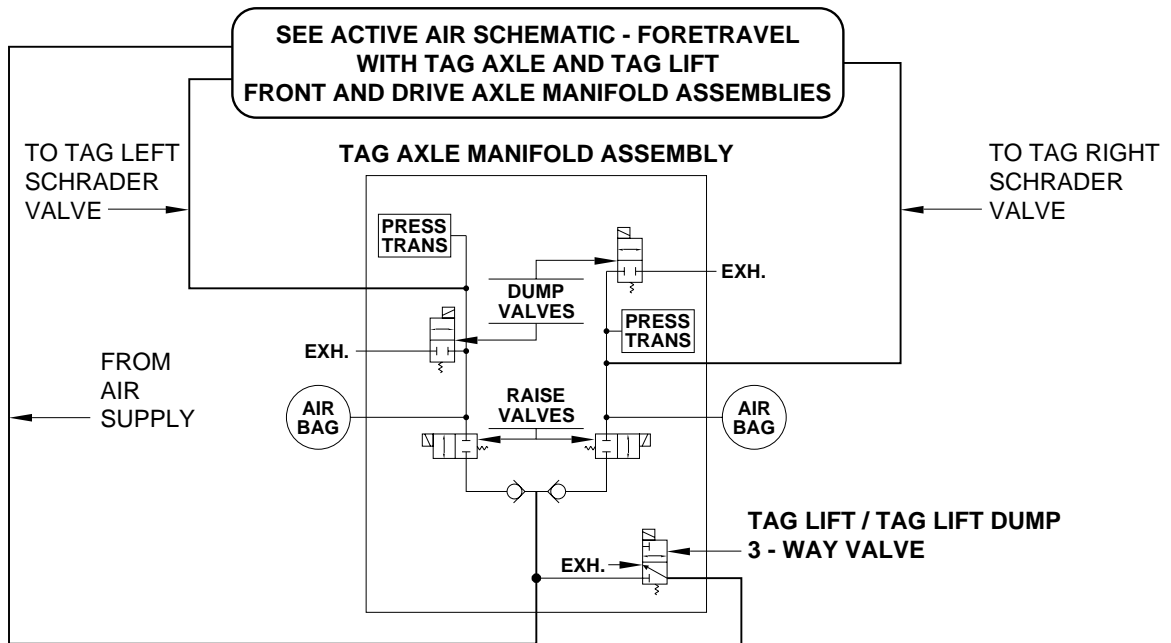 SEE ACTIVE AIR SCHEMATIC - FORETRAVEL
WITH TAG AXLE AND TAG LIFT
FRONT AND DRIVE AXLE MANIFOLD ASSEMBLIES
TO TAG LEFT
SCHRADER
VALVE
TAG AXLE MANIFOLD ASSEMBLY
TO TAG RIGHT
SCHRADER
VALVE
PRESS
TRANS
EXH.
DUMP
VALVES
PRESS
TRANS
EXH.
FROM
AIR
SUPPLY
AIR
BAG
RAISE
VALVES
AIR
BAG
TAG LIFT / TAG LIFT DUMP
3 - WAY VALVE
EXH.